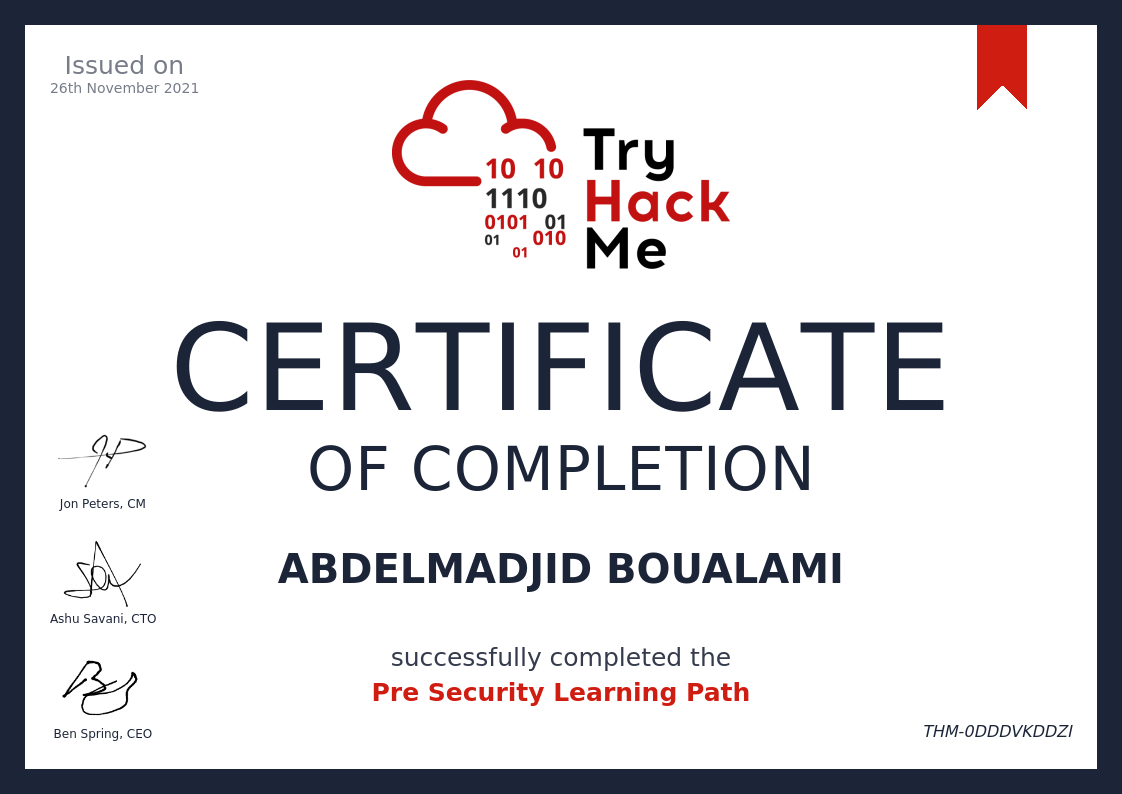 Issued on
26th November 2021
10 10
1110
0101 01
01 010
01
Try
Hack
Me
CERTIFICATE
OF COMPLETION
Jon Peters, CM
ABDELMADJID BOUALAMI
Ashu Savani, CTO
successfully completed the
Pre Security Learning Path
Ben Spring, CEO
THM-0DDDVKDDZI